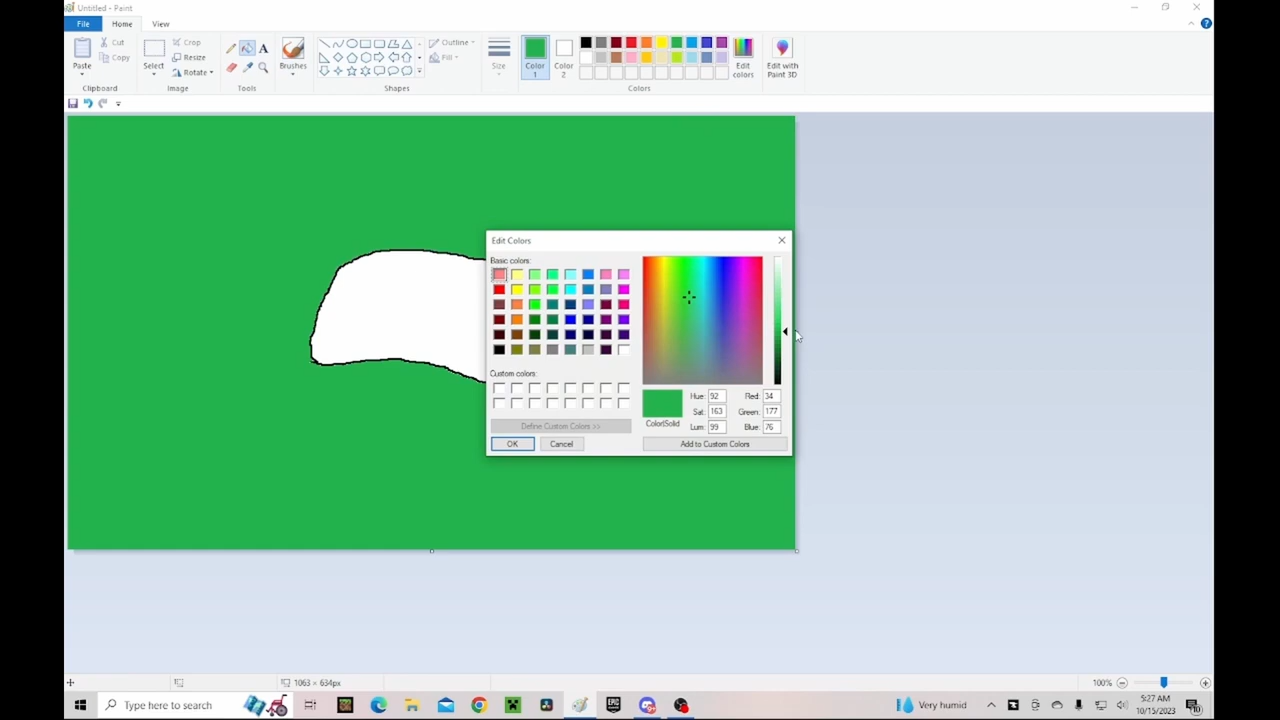 Untitled - Paint
File Home View
Paste
Cut
Copy
Clipboard
Select
Crop
Resize
Rotate
Image
Tools
A
Brushes
Shapes
Outline
Fill
Size
Color
1
Color
2
Colors
Edit
colors
Edit with
Paint 3D
Edit Colors
Basic colors:
Custom colors:
Define Custom Colors >>
OK Cancel
Color|Solid
Hue: 92 Red: 34
Sat: 163 Green: 177
Lum: 99 Blue: 76
Add to Custom Colors
1063 × 634px
100%
Type here to search
EPIC
Very humid
5:27 AM
10/15/2023